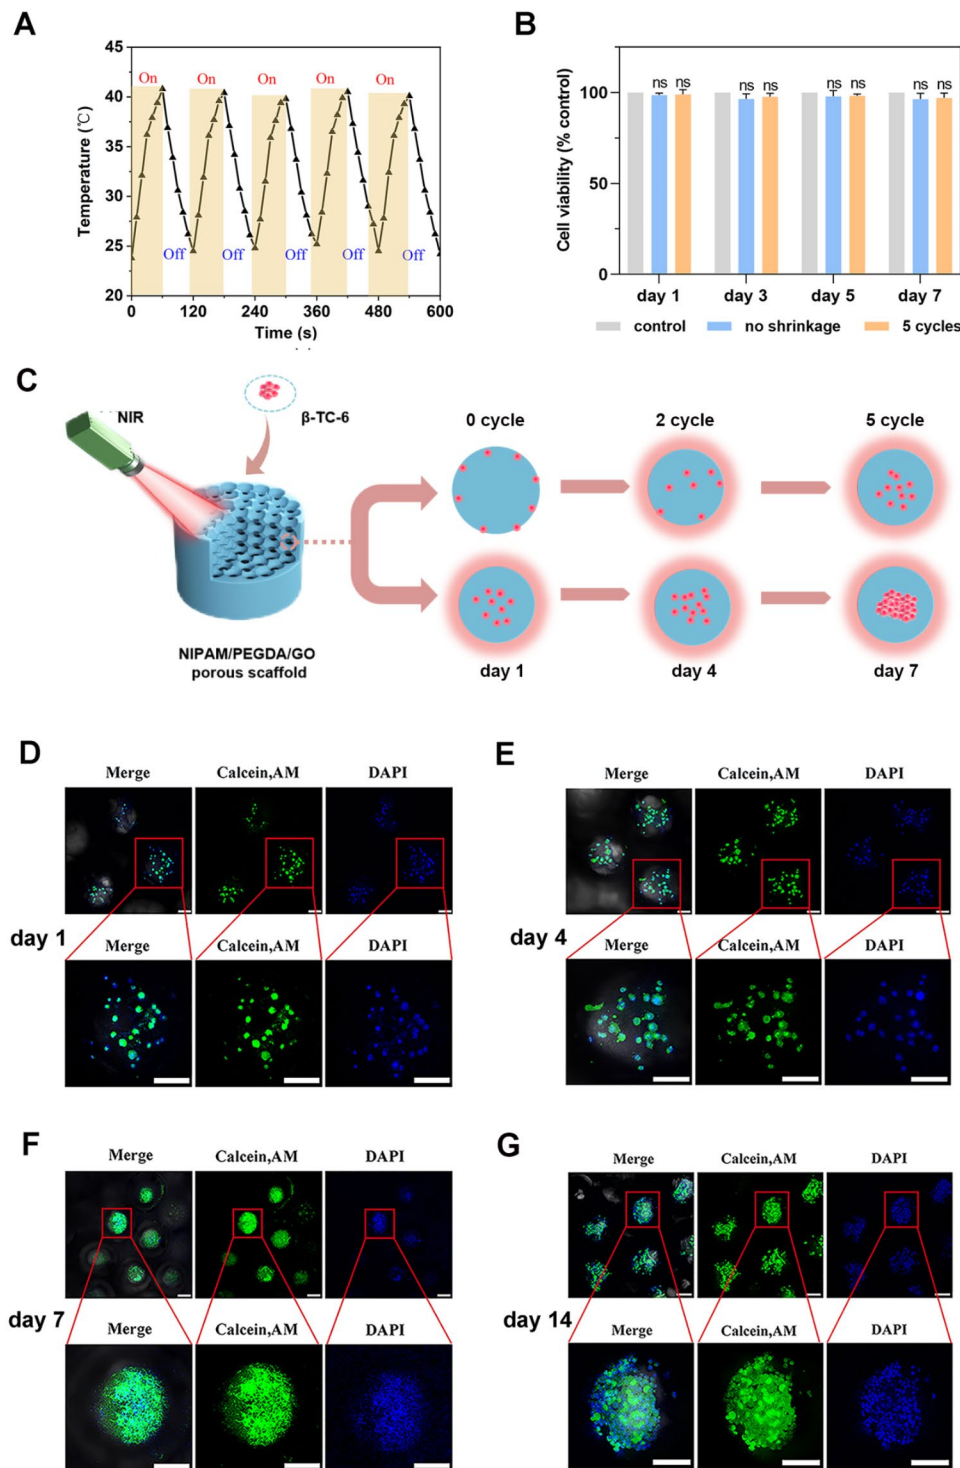 A
Temperature (℃)
45
40
35
30
25
20
On On On On On
Off Off Off Off Off
0 120 240 360 480 600
Time (s)
B
Cell viability (% control)
100
50
0
ns ns ns ns ns ns ns ns
day 1 day 3 day 5 day 7
control no shrinkage 5 cycles
C
NIR
β-TC-6
NIPAM/PEGDA/GO
porous scaffold
0 cycle 2 cycle 5 cycle
day 1 day 4 day 7
D
Merge Calcein,AM DAPI
day 1
Merge Calcein,AM DAPI
E
Merge Calcein,AM DAPI
day 4
Merge Calcein,AM DAPI
F
Merge Calcein,AM DAPI
day 7
Merge Calcein,AM DAPI
G
Merge Calcein,AM DAPI
day 14
Merge Calcein,AM DAPI